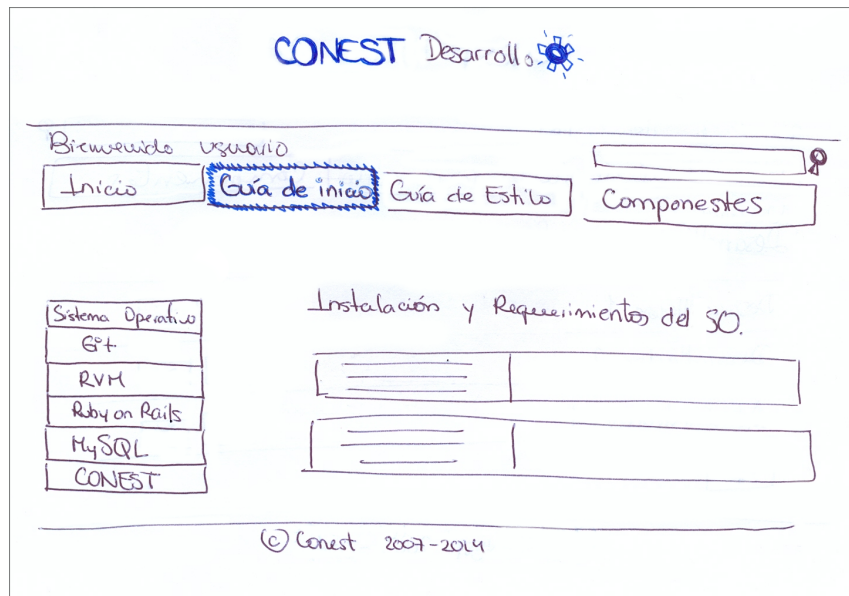 CONEST Desarrollo
Bienvenido usuario
Inicio
Guía de inicio
Guía de Estilo
Componestes
Sistema Operativo
Git
RVM
Ruby on Rails
MySQL
CONEST
Instalación y Requerimientos del SO.
© Conest 2007-2014